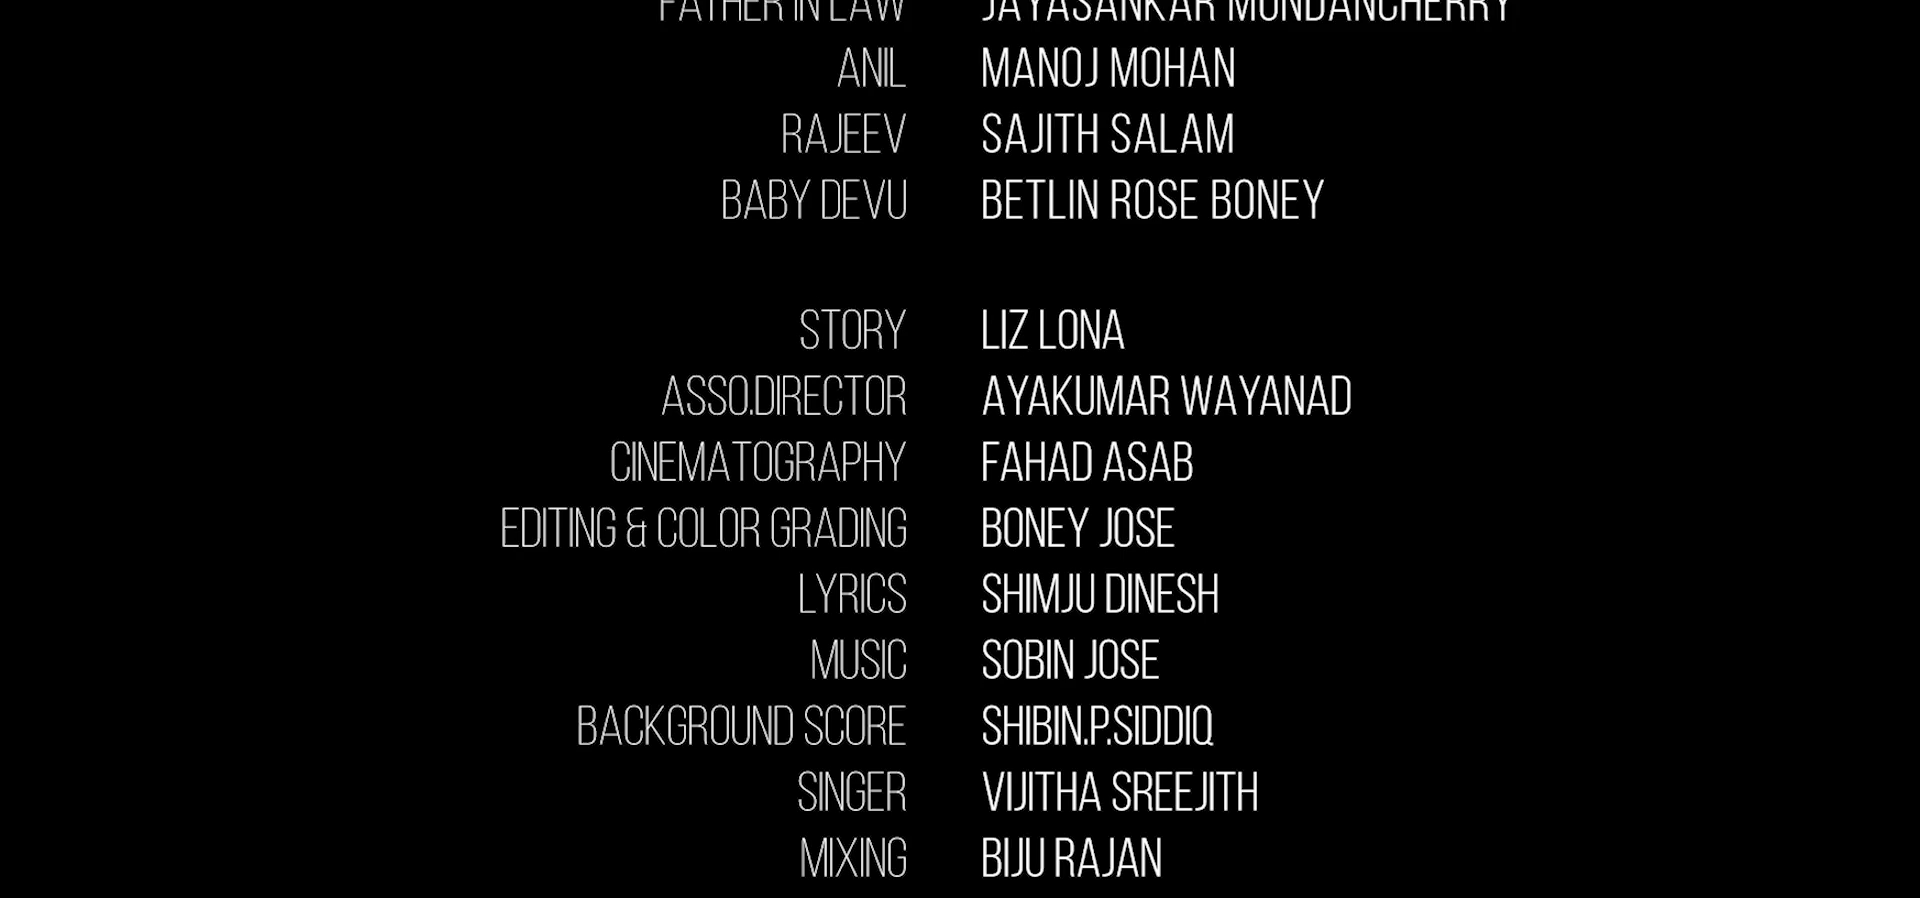 FATHER IN LAW JAYASANKAR MUNDANCHERRY
ANIL MANOJ MOHAN
RAJEEV SAJITH SALAM
BABY DEVU BETLIN ROSE BONEY
STORY LIZ LONA
ASSO.DIRECTOR AYAKUMAR WAYANAD
CINEMATOGRAPHY FAHAD ASAB
EDITING & COLOR GRADING BONEY JOSE
LYRICS SHIMJU DINESH
MUSIC SOBIN JOSE
BACKGROUND SCORE SHIBIN.P.SIDDIQ
SINGER VIJITHA SREEJITH
MIXING BIJU RAJAN